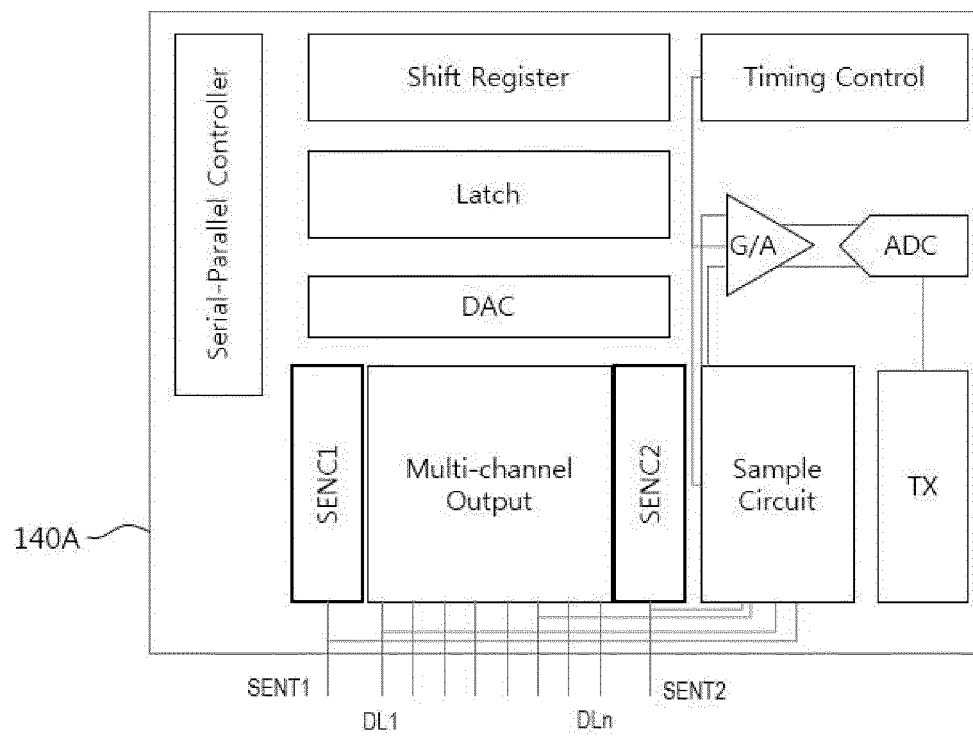 Serial-Parallel Controller
Shift Register
Timing Control
Latch
G/A
ADC
DAC
SENC1
Multi-channel
Output
SENC2
Sample
Circuit
TX
140A
SENT1
DL1
DLn
SENT2